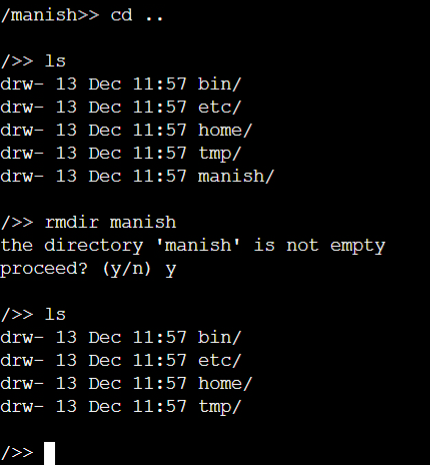 /manish>> cd ..
/>> ls
drw- 13 Dec 11:57 bin/
drw- 13 Dec 11:57 etc/
drw- 13 Dec 11:57 home/
drw- 13 Dec 11:57 tmp/
drw- 13 Dec 11:57 manish/
/>> rmdir manish
the directory 'manish' is not empty
proceed? (y/n) y
/>> ls
drw- 13 Dec 11:57 bin/
drw- 13 Dec 11:57 etc/
drw- 13 Dec 11:57 home/
drw- 13 Dec 11:57 tmp/
/>>